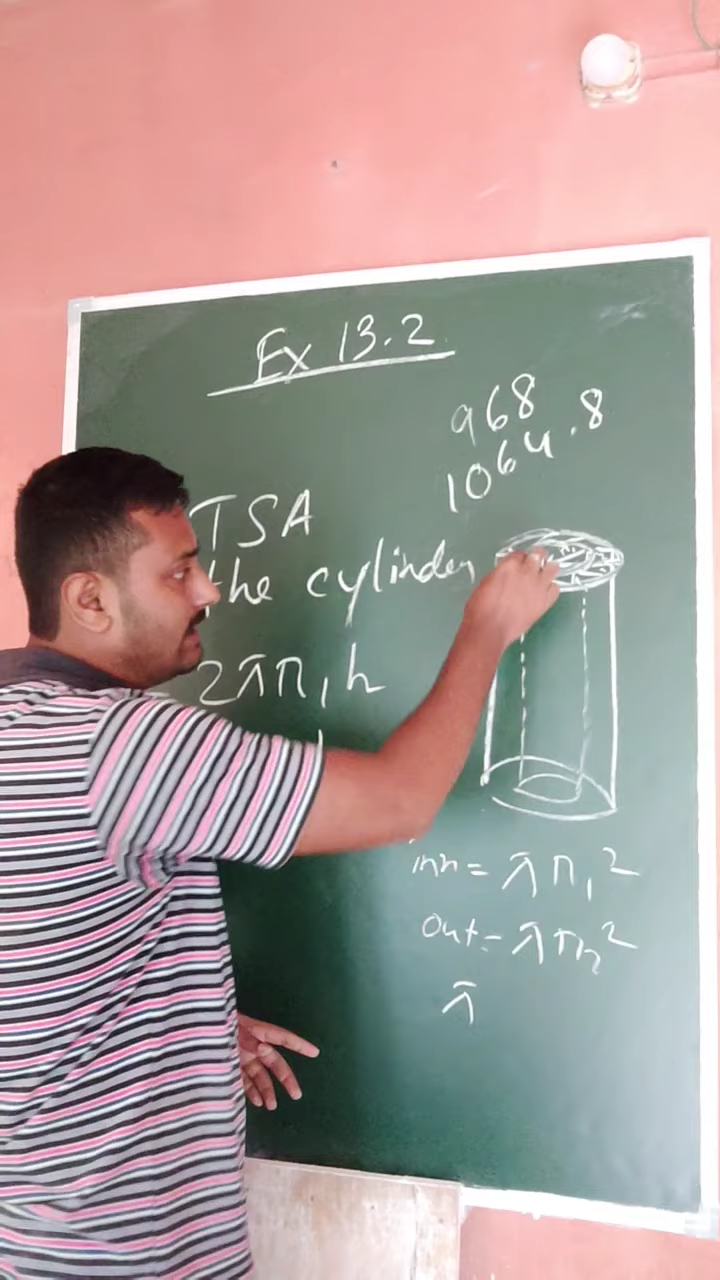 Ex 13.2
968
1064.8
TSA
the cylinder
2πr₁h
inn = πr₁²
out = πr₂²
π